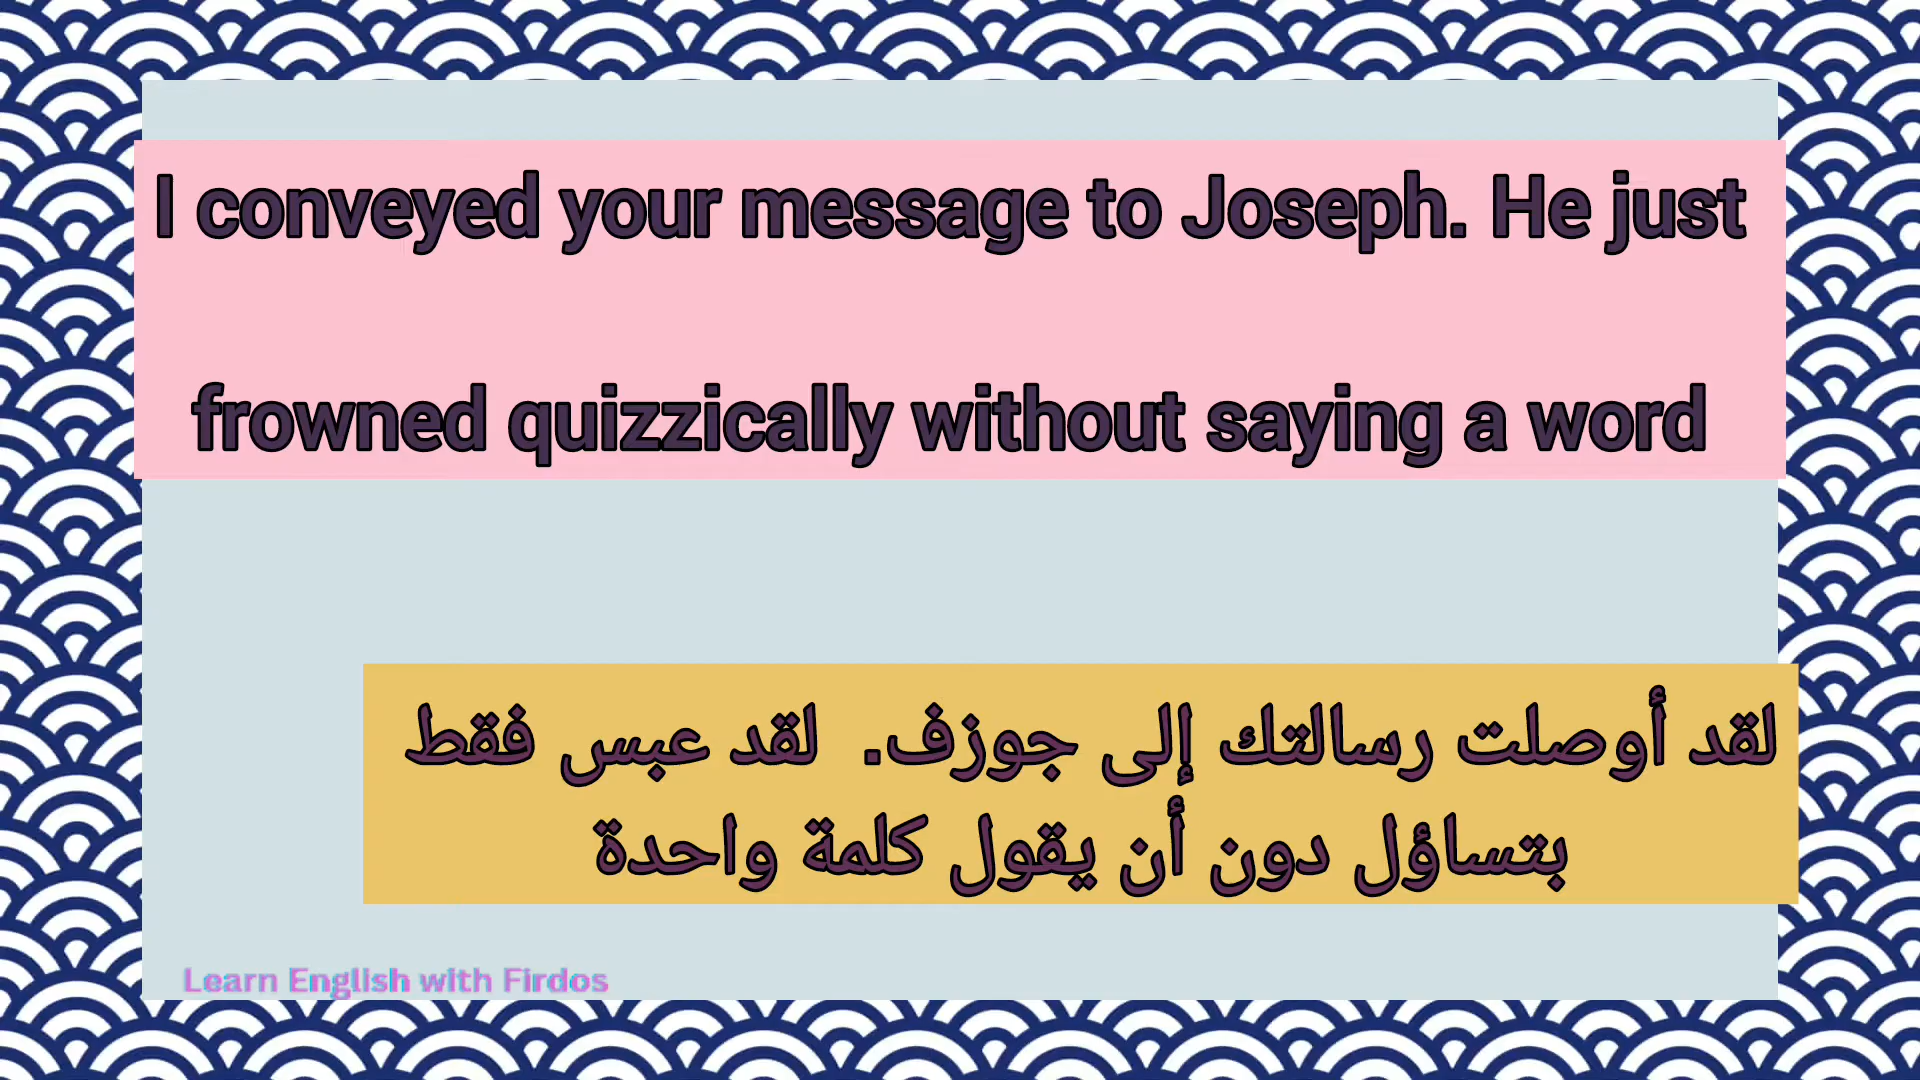 I conveyed your message to Joseph. He just
frowned quizzically without saying a word
لقد أوصلت رسالتك إلى جوزف. لقد عبس فقط
بتساؤل دون أن يقول كلمة واحدة
Learn English with Firdos